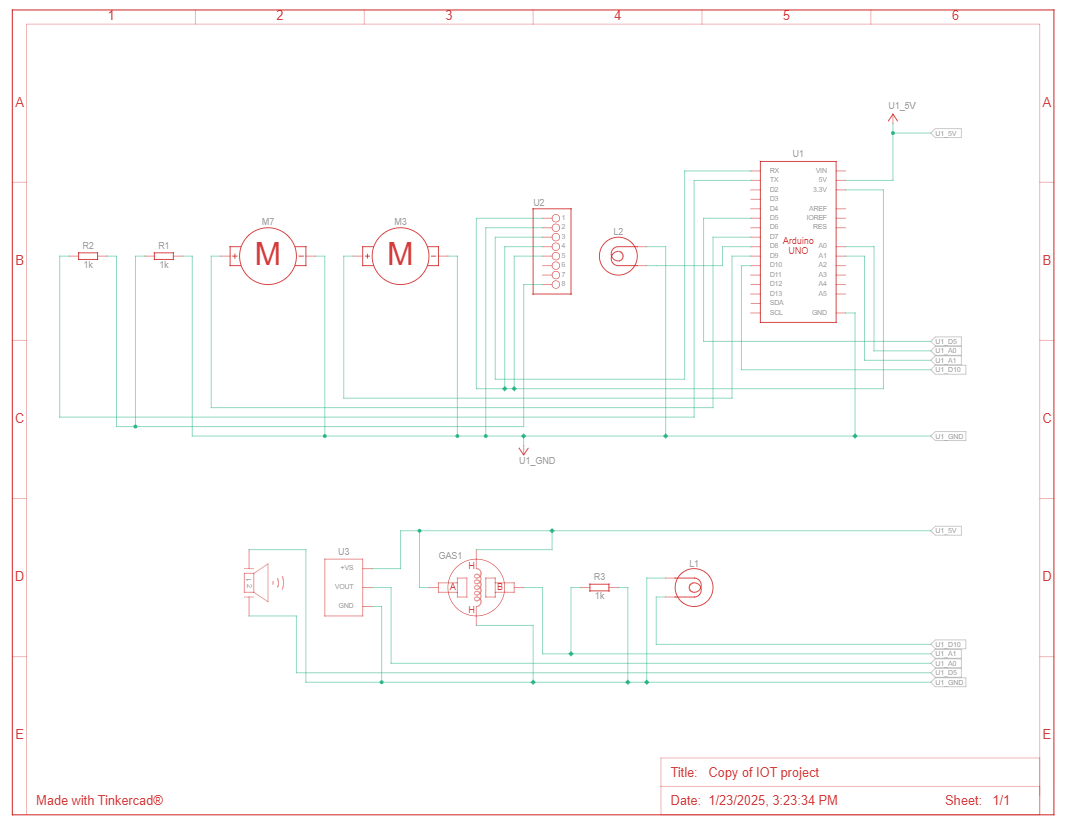 1 2 3 4 5 6
A A
U1_5V
U1_5V
U1
RX VIN
TX 5V
D2 3.3V
D3
D4 AREF
D5 IOREF
D6 RES
D7
Arduino
UNO
D8 A0
D9 A1
D10 A2
D11 A3
D12 A4
D13 A5
SDA
SCL GND
U2
1
2
3
4
5
6
7
8
L2
M7
+ M −
M3
+ M −
B B
R2
1k
R1
1k
U1_D5
U1_A0
U1_A1
U1_D10
C C
U1_GND
U1_GND
U1_5V
U3
+VS
VOUT
GND
GAS1
H
A B
H
R3
1k
L1
D D
U1_D10
U1_A1
U1_A0
U1_D5
U1_GND
E E
Title: Copy of IOT project
Made with Tinkercad®
Date: 1/23/2025, 3:23:34 PM Sheet: 1/1